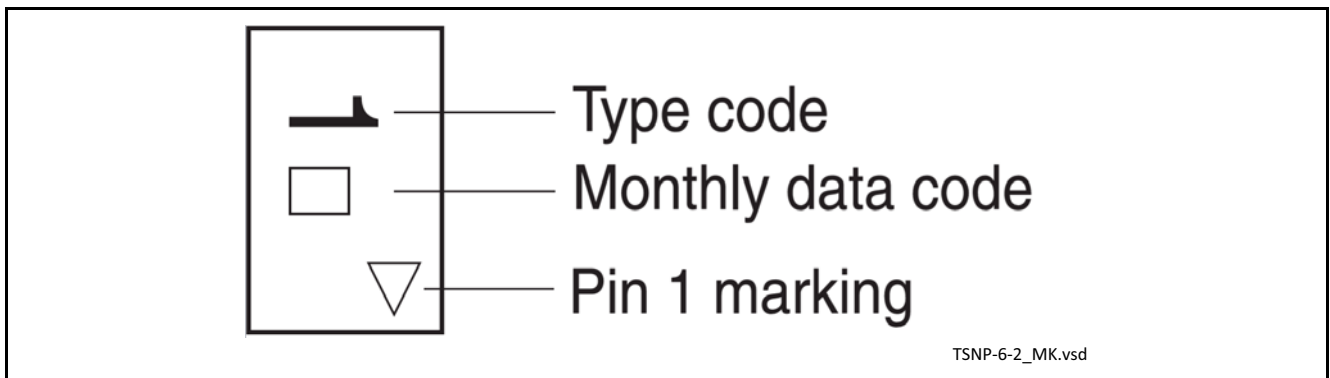 Type code
Monthly data code
Pin 1 marking
TSNP-6-2_MK.vsd